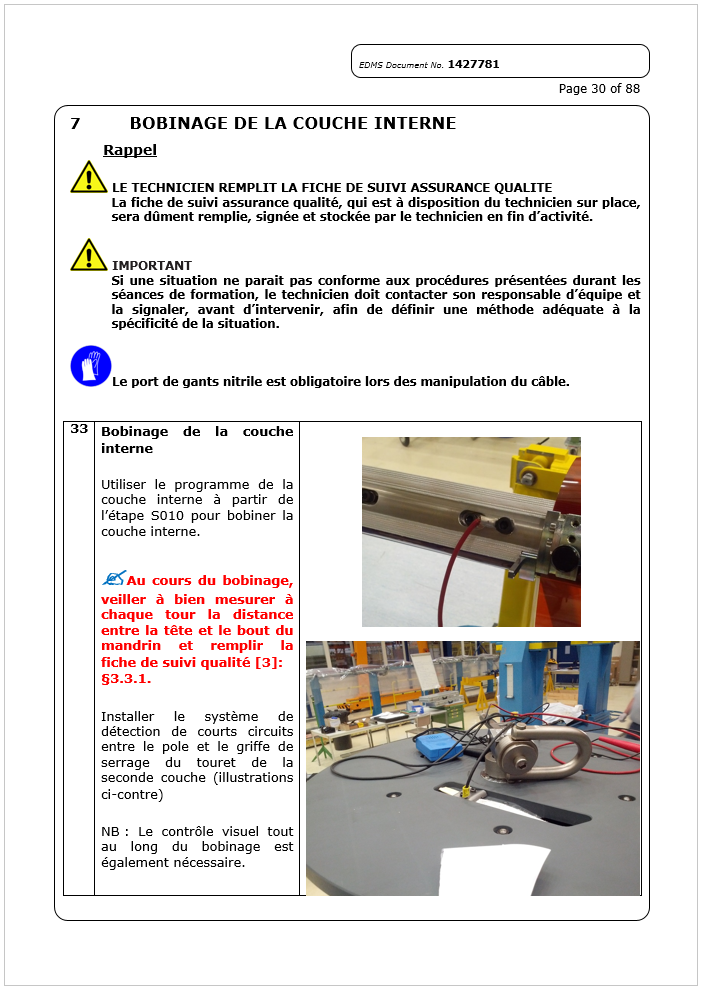 EDMS Document No. 1427781
Page 30 of 88
7 BOBINAGE DE LA COUCHE INTERNE
Rappel
LE TECHNICIEN REMPLIT LA FICHE DE SUIVI ASSURANCE QUALITE
La fiche de suivi assurance qualité, qui est à disposition du technicien sur place,
sera dûment remplie, signée et stockée par le technicien en fin d’activité.
IMPORTANT
Si une situation ne parait pas conforme aux procédures présentées durant les
séances de formation, le technicien doit contacter son responsable d’équipe et
la signaler, avant d’intervenir, afin de définir une méthode adéquate à la
spécificité de la situation.
Le port de gants nitrile est obligatoire lors des manipulation du câble.
33 Bobinage de la couche
interne
Utiliser le programme de la
couche interne à partir de
l’étape S010 pour bobiner la
couche interne.
Au cours du bobinage,
veiller à bien mesurer à
chaque tour la distance
entre la tête et le bout du
mandrin et remplir la
fiche de suivi qualité [3]:
§3.3.1.
Installer le système de
détection de courts circuits
entre le pole et le griffe de
serrage du touret de la
seconde couche (illustrations
ci-contre)
NB : Le contrôle visuel tout
au long du bobinage est
également nécessaire.